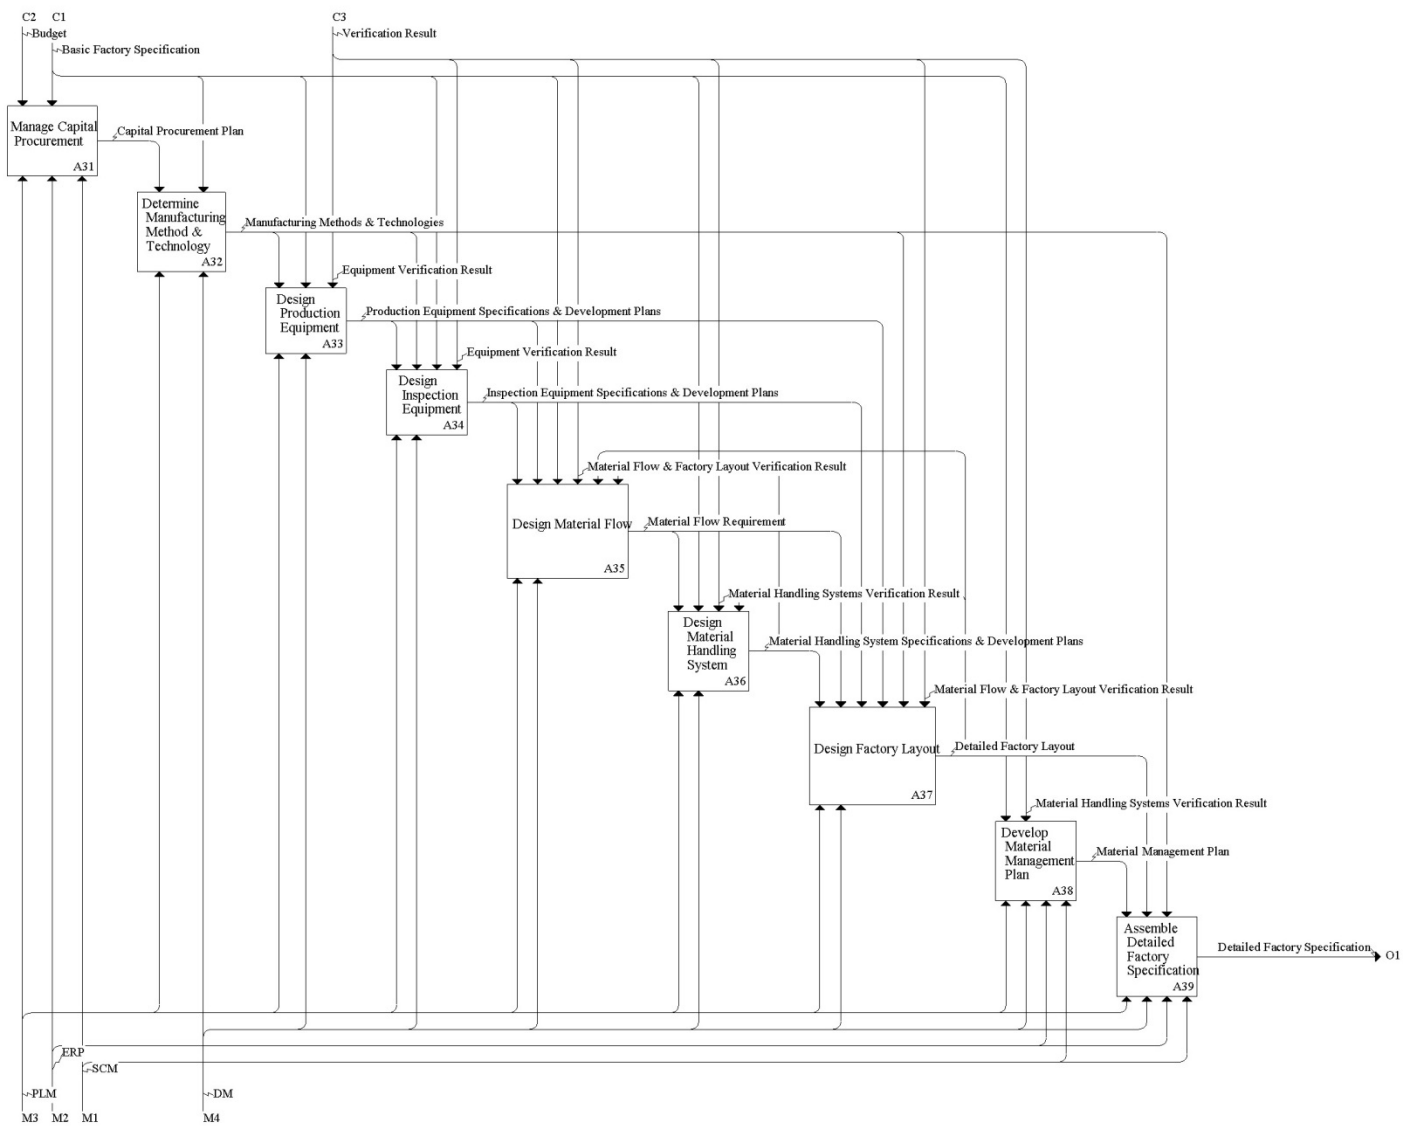 C2 C1 C3
Budget
Verification Result
Basic Factory Specification
Manage Capital
Procurement
A31
Capital Procurement Plan
Determine
Manufacturing
Method &
Technology
A32
Manufacturing Methods & Technologies
Equipment Verification Result
Design
Production
Equipment
A33
Production Equipment Specifications & Development Plans
Equipment Verification Result
Design
Inspection
Equipment
A34
Inspection Equipment Specifications & Development Plans
Material Flow & Factory Layout Verification Result
Design Material Flow
A35
Material Flow Requirement
Material Handling Systems Verification Result
Design
Material
Handling
System
A36
Material Handling System Specifications & Development Plans
Material Flow & Factory Layout Verification Result
Design Factory Layout
A37
Detailed Factory Layout
Material Handling Systems Verification Result
Develop
Material
Management
Plan
A38
Material Management Plan
Assemble
Detailed
Factory
Specification
A39
Detailed Factory Specification
O1
ERP
SCM
PLM
DM
M3 M2 M1 M4